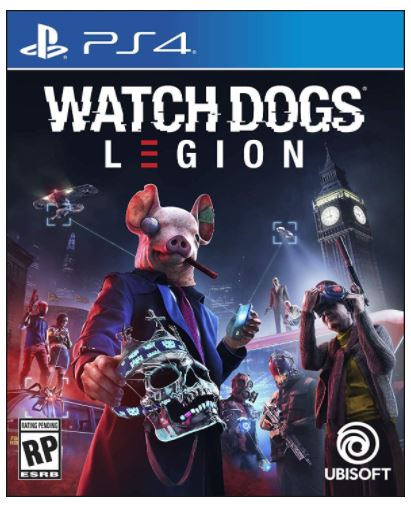 PS4
WATCH DOGS
LEGION
RATING PENDING
RP
ESRB
UBISOFT